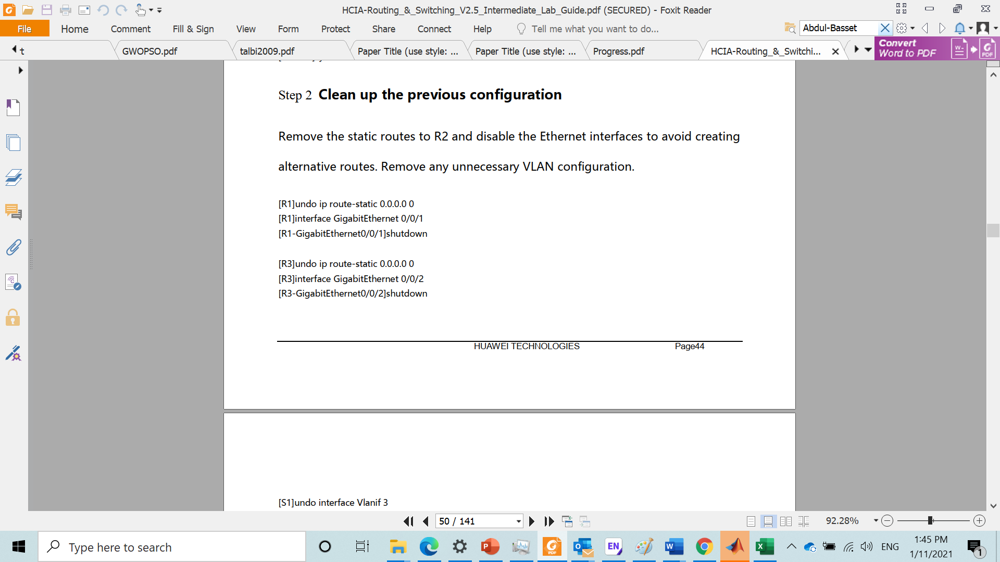 HCIA-Routing_&_Switching_V2.5_Intermediate_Lab_Guide.pdf (SECURED) - Foxit Reader
File Home Comment Fill & Sign View Form Protect Share Connect Help Tell me what you want to do... Abdul-Basset
t GWOPSO.pdf talbi2009.pdf Paper Title (use style: ... Paper Title (use style: ... Progress.pdf HCIA-Routing_&_Switchi...
Convert
Word to PDF
Step 2 Clean up the previous configuration
Remove the static routes to R2 and disable the Ethernet interfaces to avoid creating
alternative routes. Remove any unnecessary VLAN configuration.
[R1]undo ip route-static 0.0.0.0 0
[R1]interface GigabitEthernet 0/0/1
[R1-GigabitEthernet0/0/1]shutdown
[R3]undo ip route-static 0.0.0.0 0
[R3]interface GigabitEthernet 0/0/2
[R3-GigabitEthernet0/0/2]shutdown
HUAWEI TECHNOLOGIES Page44
[S1]undo interface Vlanif 3
50 / 141
92.28%
Type here to search
EN
ENG
1:45 PM
1/11/2021
1